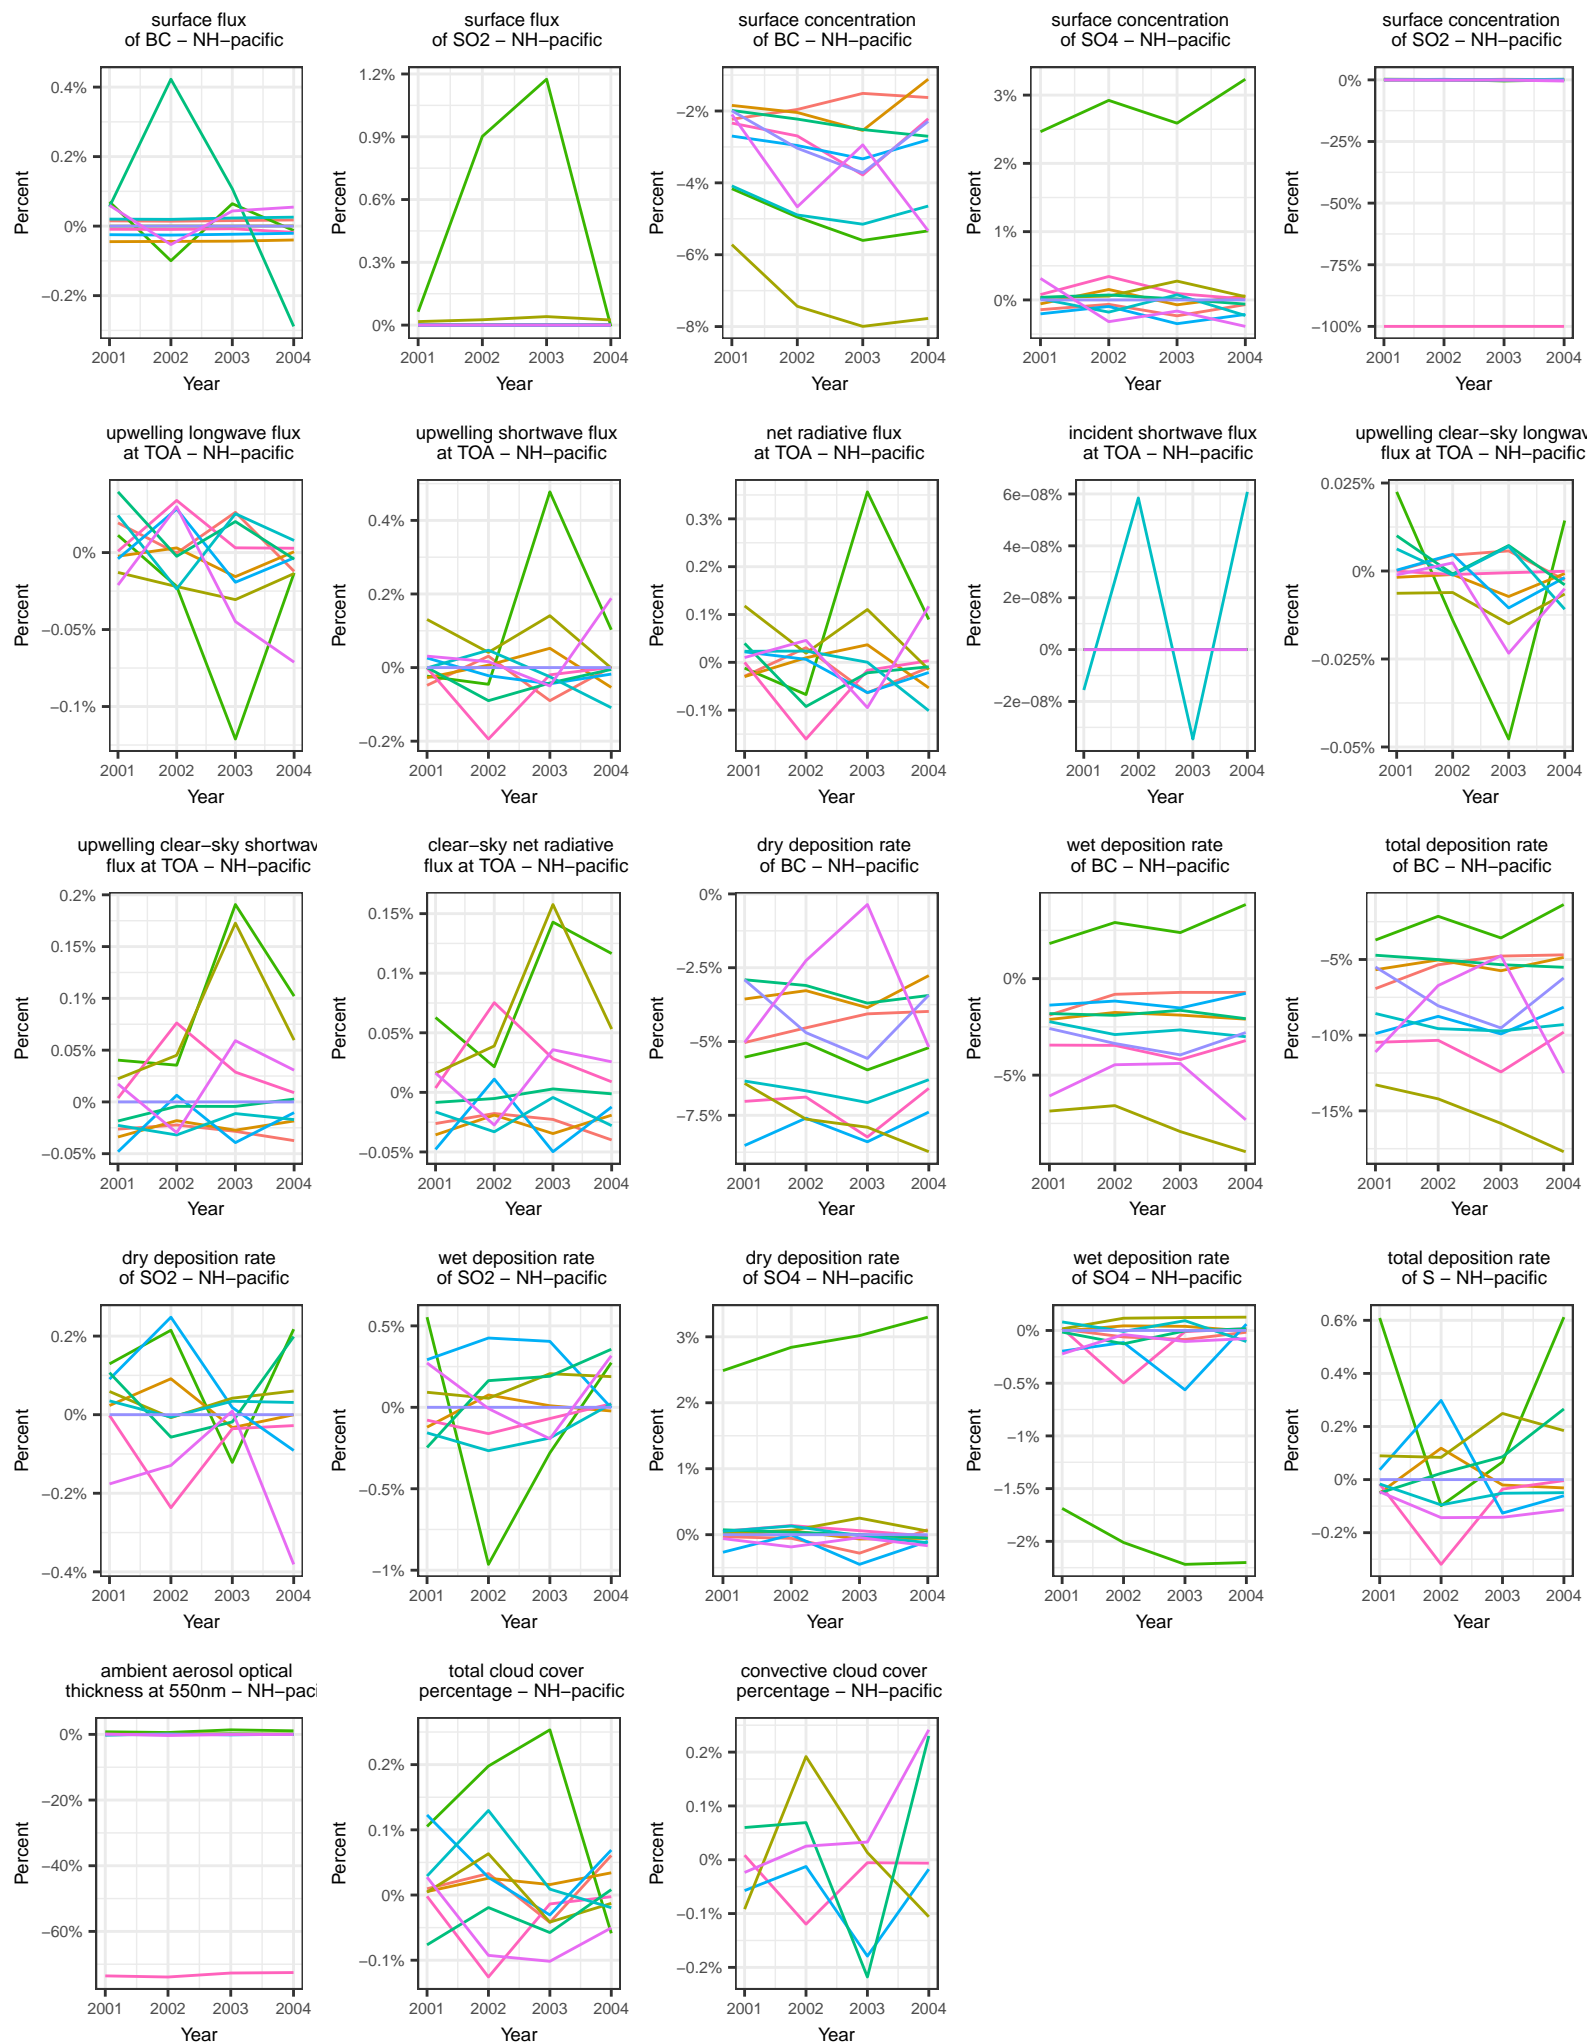 surface flux
of BC − NH−pacific
0.4%
0.2%
0.0%
−0.2%
Percent
2001 2002 2003 2004
Year
surface flux
of SO2 − NH−pacific
1.2%
0.9%
0.6%
0.3%
0%
Percent
2001 2002 2003 2004
Year
surface concentration
of BC − NH−pacific
−2%
−4%
−6%
−8%
Percent
2001 2002 2003 2004
Year
surface concentration
of SO4 − NH−pacific
3%
2%
1%
0%
Percent
2001 2002 2003 2004
Year
surface concentration
of SO2 − NH−pacific
0%
−25%
−50%
−75%
−100%
Percent
2001 2002 2003 2004
Year
upwelling longwave flux
at TOA − NH−pacific
0%
−0.05%
−0.1%
Percent
2001 2002 2003 2004
Year
upwelling shortwave flux
at TOA − NH−pacific
0.4%
0.2%
0%
−0.2%
Percent
2001 2002 2003 2004
Year
net radiative flux
at TOA − NH−pacific
0.3%
0.2%
0.1%
0%
−0.1%
Percent
2001 2002 2003 2004
Year
incident shortwave flux
at TOA − NH−pacific
6e−08%
4e−08%
2e−08%
0%
−2e−08%
Percent
2001 2002 2003 2004
Year
upwelling clear−sky longwav
flux at TOA − NH−pacific
0.025%
0%
−0.025%
−0.05%
Percent
2001 2002 2003 2004
Year
upwelling clear−sky shortwav
flux at TOA − NH−pacific
0.2%
0.15%
0.1%
0.05%
0%
−0.05%
Percent
2001 2002 2003 2004
Year
clear−sky net radiative
flux at TOA − NH−pacific
0.15%
0.1%
0.05%
0%
−0.05%
Percent
2001 2002 2003 2004
Year
dry deposition rate
of BC − NH−pacific
0%
−2.5%
−5%
−7.5%
Percent
2001 2002 2003 2004
Year
wet deposition rate
of BC − NH−pacific
0%
−5%
Percent
2001 2002 2003 2004
Year
total deposition rate
of BC − NH−pacific
−5%
−10%
−15%
Percent
2001 2002 2003 2004
Year
dry deposition rate
of SO2 − NH−pacific
0.2%
0%
−0.2%
−0.4%
Percent
2001 2002 2003 2004
Year
wet deposition rate
of SO2 − NH−pacific
0.5%
0%
−0.5%
−1%
Percent
2001 2002 2003 2004
Year
dry deposition rate
of SO4 − NH−pacific
3%
2%
1%
0%
Percent
2001 2002 2003 2004
Year
wet deposition rate
of SO4 − NH−pacific
0%
−0.5%
−1%
−1.5%
−2%
Percent
2001 2002 2003 2004
Year
total deposition rate
of S − NH−pacific
0.6%
0.4%
0.2%
0%
−0.2%
Percent
2001 2002 2003 2004
Year
ambient aerosol optical
thickness at 550nm − NH−paci
0%
−20%
−40%
−60%
Percent
2001 2002 2003 2004
Year
total cloud cover
percentage − NH−pacific
0.2%
0.1%
0%
−0.1%
Percent
2001 2002 2003 2004
Year
convective cloud cover
percentage − NH−pacific
0.2%
0.1%
0%
−0.1%
−0.2%
Percent
2001 2002 2003 2004
Year